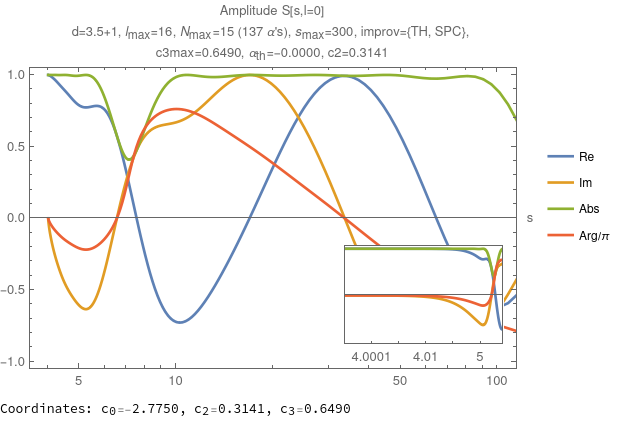 Amplitude S[s,l=0]
d=3.5+1, lmax=16, Nmax=15 (137 α's), smax=300, improv={TH, SPC},
c3max=0.6490, αth=-0.0000, c2=0.3141
1.0
0.5
0.0
-0.5
-1.0
5
10
50
100
s
4.0001
4.01
5
Re
Im
Abs
Arg/π
Coordinates: c0=-2.7750, c2=0.3141, c3=0.6490